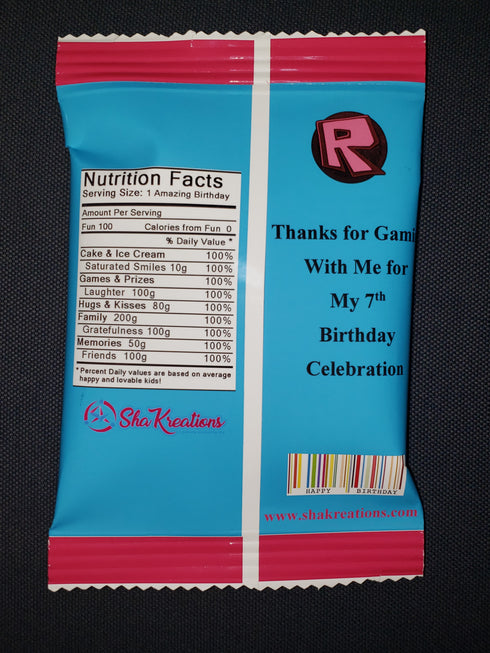 Nutrition Facts
Serving Size: 1 Amazing Birthday
Amount Per Serving
Fun 100 Calories from Fun 0
% Daily Value *
Cake & Ice Cream 100%
Saturated Smiles 10g 100%
Games & Prizes 100%
Laughter 100g 100%
Hugs & Kisses 80g 100%
Family 200g 100%
Gratefulness 100g 100%
Memories 50g 100%
Friends 100g 100%
*Percent Daily values are based on average
happy and lovable kids!
ShaKreations
R
Thanks for Gami
With Me for
My 7th
Birthday
Celebration
HAPPY BIRTHDAY
www.shakreations.com